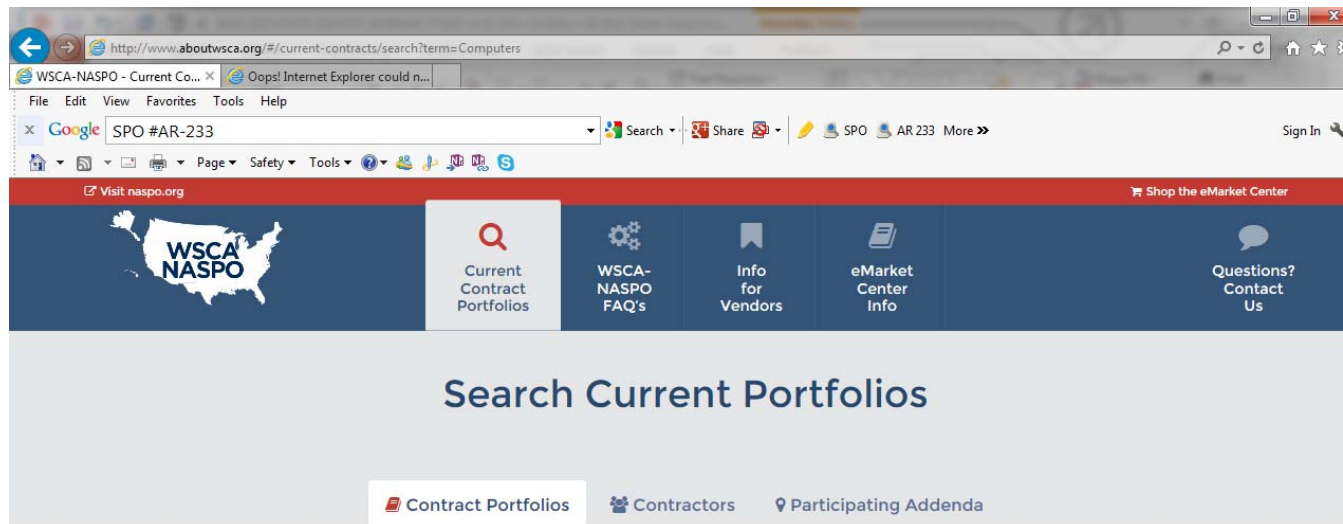 http://www.aboutwsca.org/#/current-contracts/search?term=Computers
WSCA-NASPO - Current Co... Oops! Internet Explorer could n...
File Edit View Favorites Tools Help
x Google SPO #AR-233 Search Share SPO AR 233 More » Sign In
Page Safety Tools
Visit naspo.org Shop the eMarket Center
WSCA
NASPO
Current
Contract
Portfolios
WSCA-
NASPO
FAQ's
Info
for
Vendors
eMarket
Center
Info
Questions?
Contact
Us
Search Current Portfolios
Contract Portfolios Contractors Participating Addenda